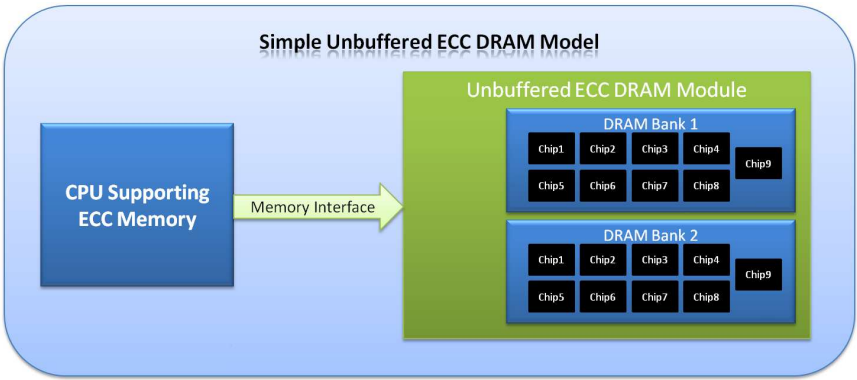 Simple Unbuffered ECC DRAM Model
Unbuffered ECC DRAM Module
CPU Supporting
ECC Memory
Memory Interface
DRAM Bank 1
Chip1 Chip2 Chip3 Chip4
Chip9
Chip5 Chip6 Chip7 Chip8
DRAM Bank 2
Chip1 Chip2 Chip3 Chip4
Chip9
Chip5 Chip6 Chip7 Chip8